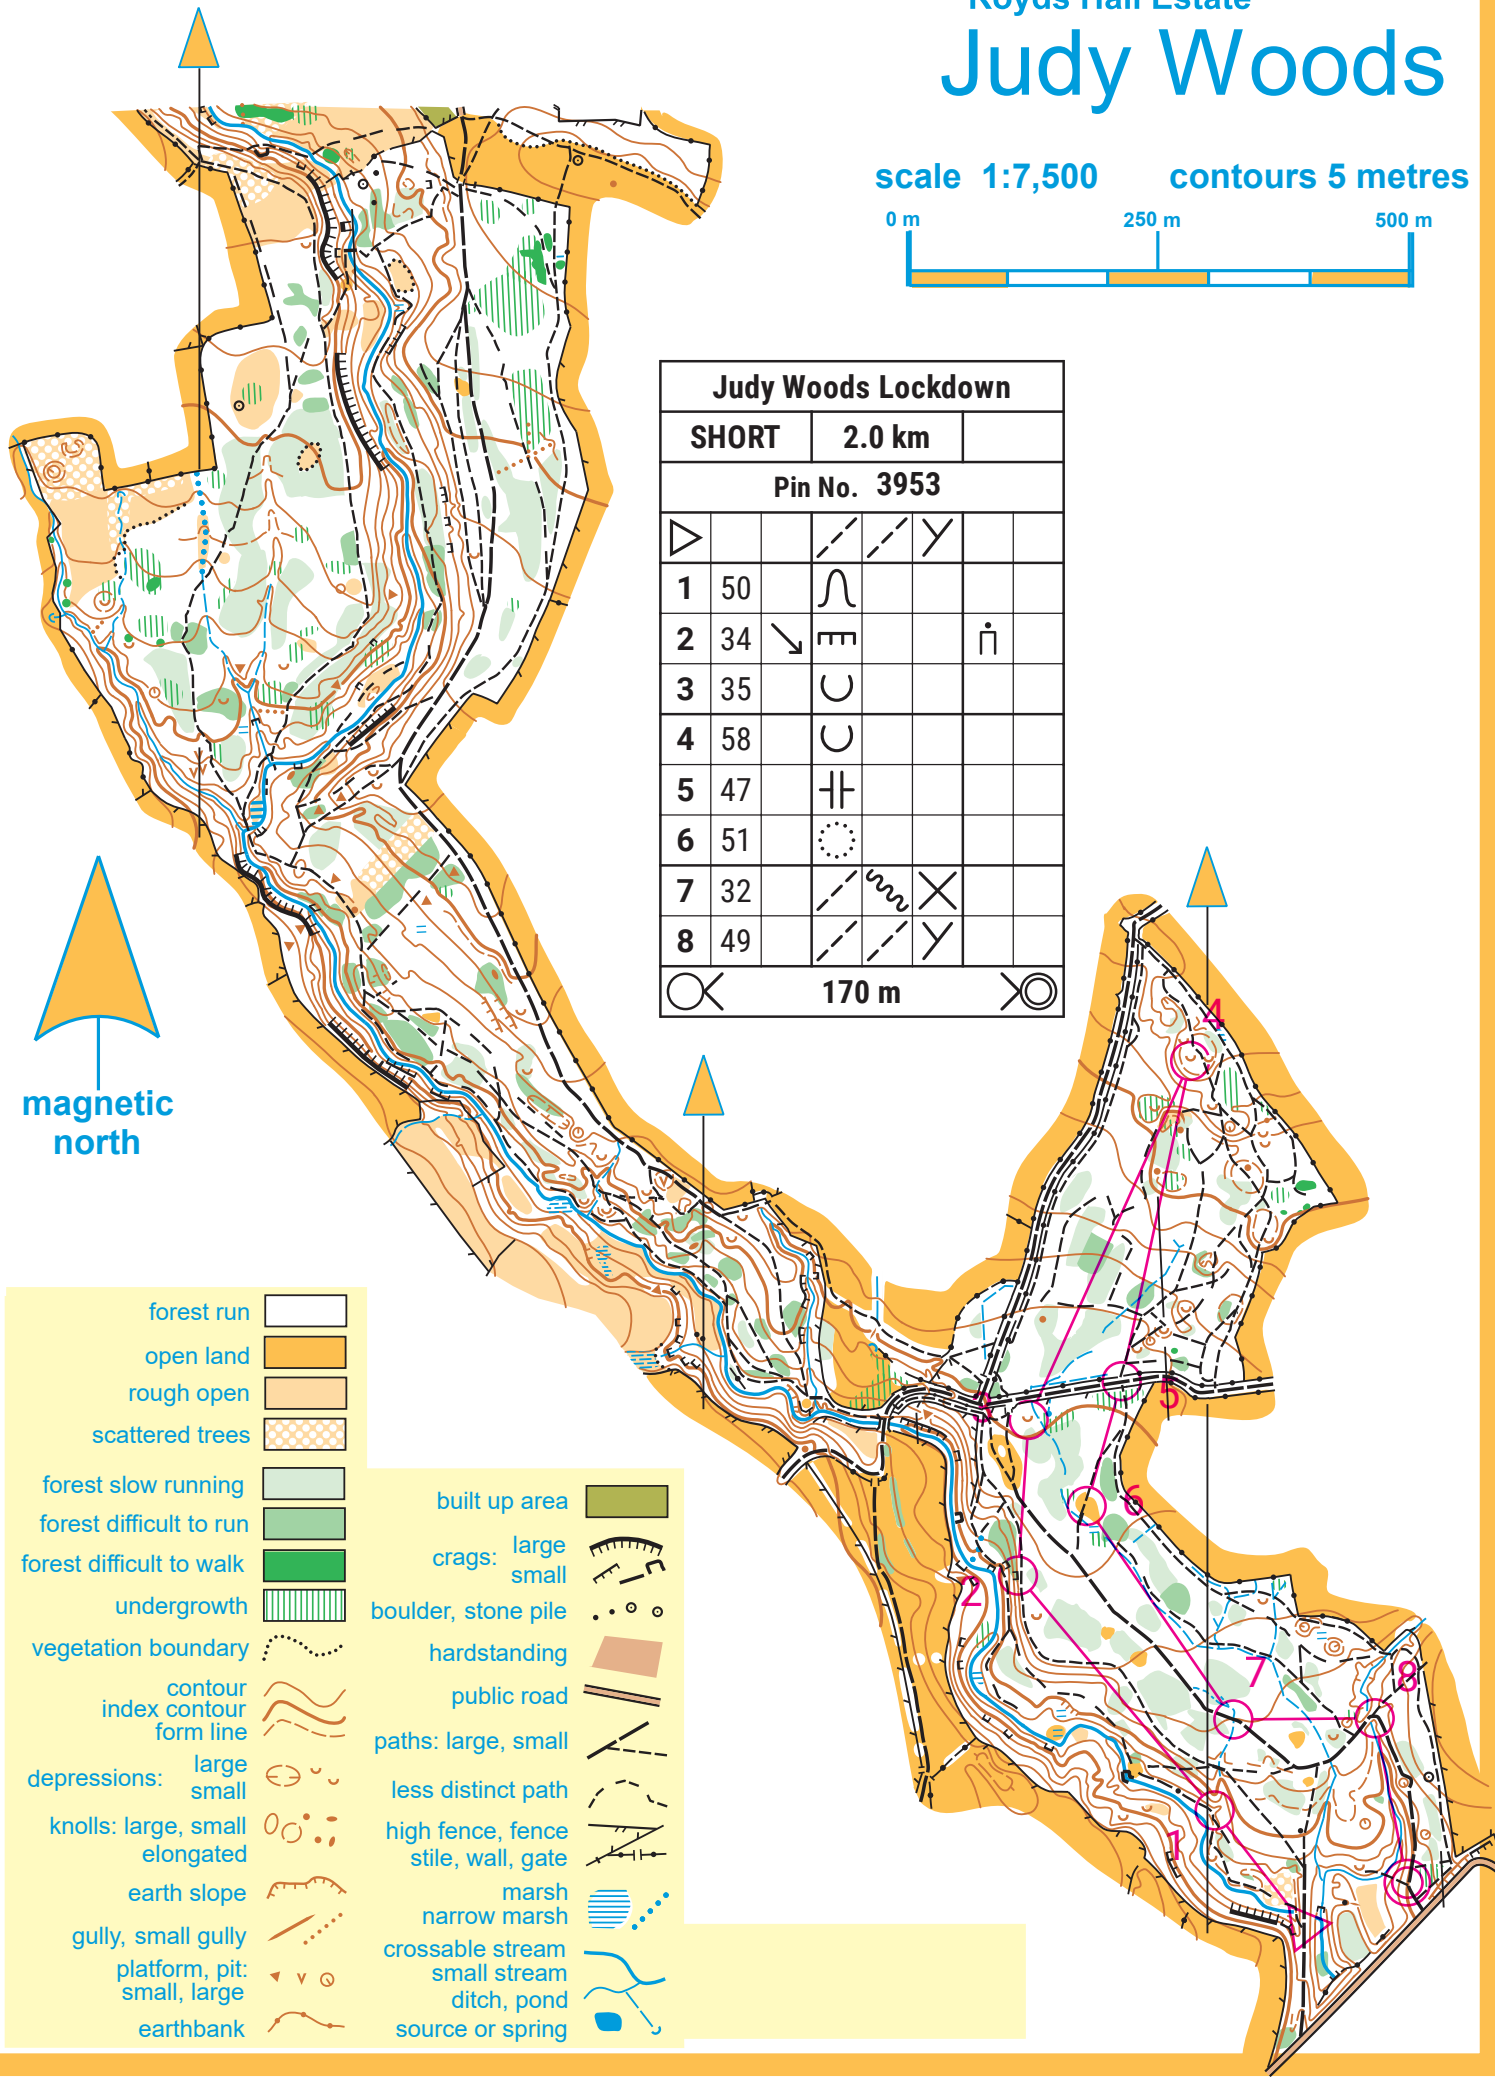 Royds Hall Estate
Judy Woods
scale 1:7,500 contours 5 metres
0 m 250 m 500 m
Judy Woods Lockdown
SHORT 2.0 km
Pin No. 3953
1 50
2 34
3 35
4 58
5 47
6 51
7 32
8 49
170 m
magnetic
north
4
3
5
6
2
7
8
1
forest run
open land
rough open
scattered trees
forest slow running
forest difficult to run
forest difficult to walk
undergrowth
vegetation boundary
contour
index contour
form line
depressions: large
small
knolls: large, small
elongated
earth slope
gully, small gully
platform, pit:
small, large
earthbank
built up area
crags: large
small
boulder, stone pile
hardstanding
public road
paths: large, small
less distinct path
high fence, fence
stile, wall, gate
marsh
narrow marsh
crossable stream
small stream
ditch, pond
source or spring